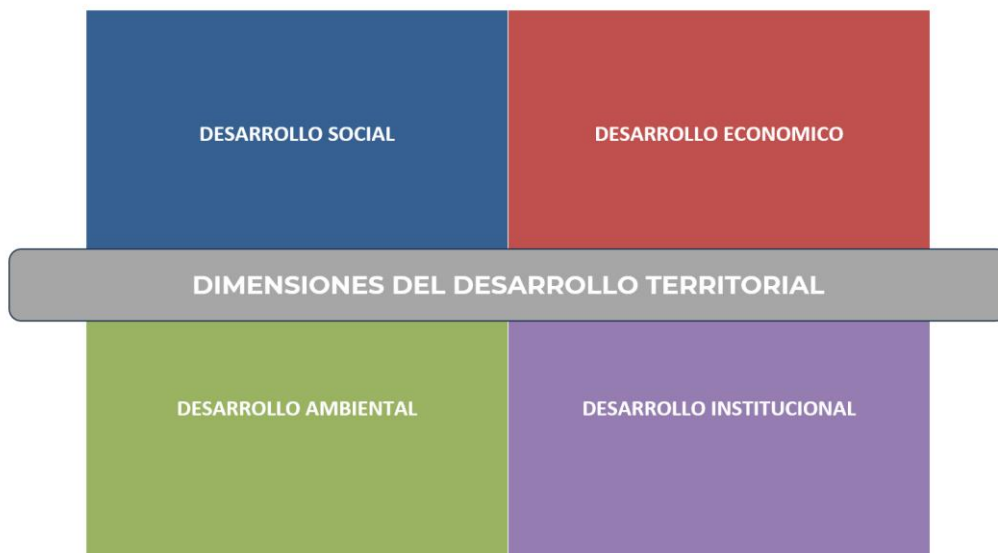 DESARROLLO SOCIAL
DESARROLLO ECONOMICO
DIMENSIONES DEL DESARROLLO TERRITORIAL
DESARROLLO AMBIENTAL
DESARROLLO INSTITUCIONAL